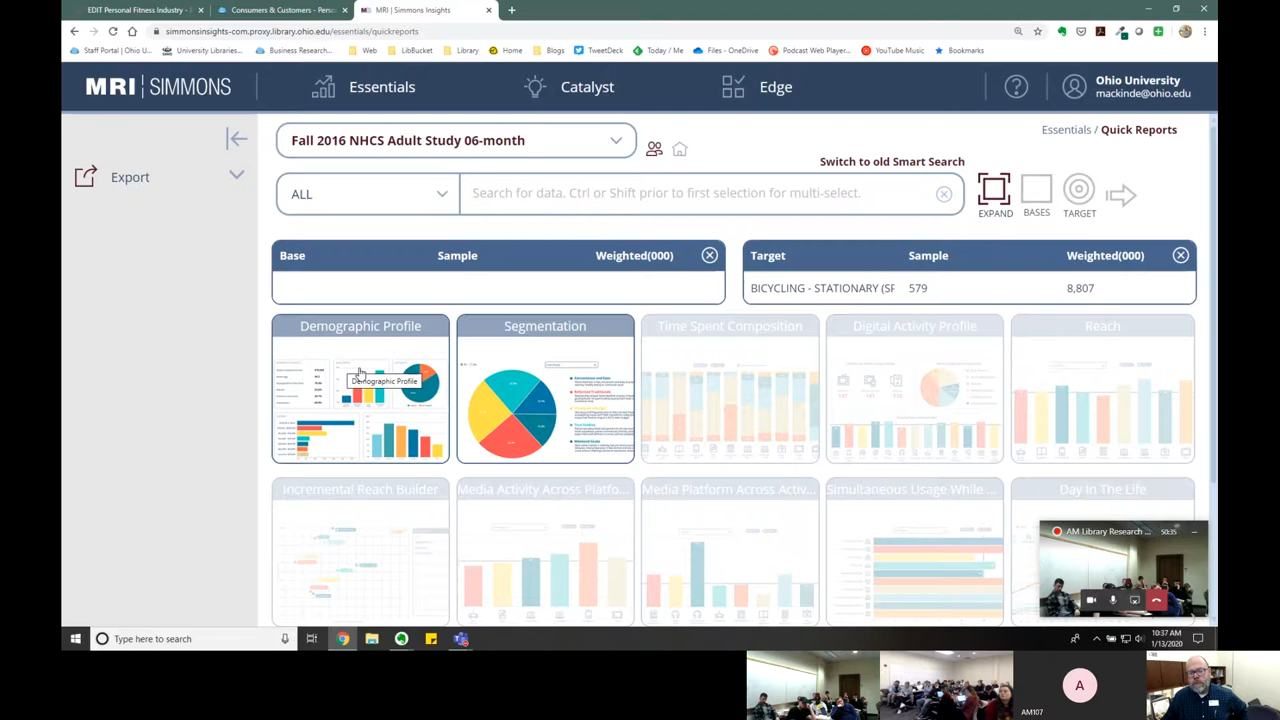 EDIT Personal Fitness Industry -
Consumers & Customers - Perso
MRI | Simmons Insights
simmonsinsights-com.proxy.library.ohio.edu/essentials/quickreports
Staff Portal | Ohio U...
University Libraries...
Business Research...
Web
LibBucket
Library
Home
Blogs
TweetDeck
Today / Me
Files - OneDrive
Podcast Web Player...
YouTube Music
Bookmarks
MRI | SIMMONS
Essentials
Catalyst
Edge
Ohio University
mackinde@ohio.edu
Export
Fall 2016 NHCS Adult Study 06-month
Essentials / Quick Reports
Switch to old Smart Search
ALL
Search for data. Ctrl or Shift prior to first selection for multi-select.
EXPAND
BASES
TARGET
Base Sample Weighted(000)
Target Sample Weighted(000)
BICYCLING - STATIONARY (SF 579 8,807
Demographic Profile
Segmentation
Time Spent Composition
Digital Activity Profile
Reach
Demographic Profile
Incremental Reach Builder
Media Activity Across Platfo...
Media Platform Across Activ...
Simultaneous Usage While ...
Day In The Life
AM Library Research ... 50:35
Type here to search
10:37 AM
1/13/2020
A
AM107